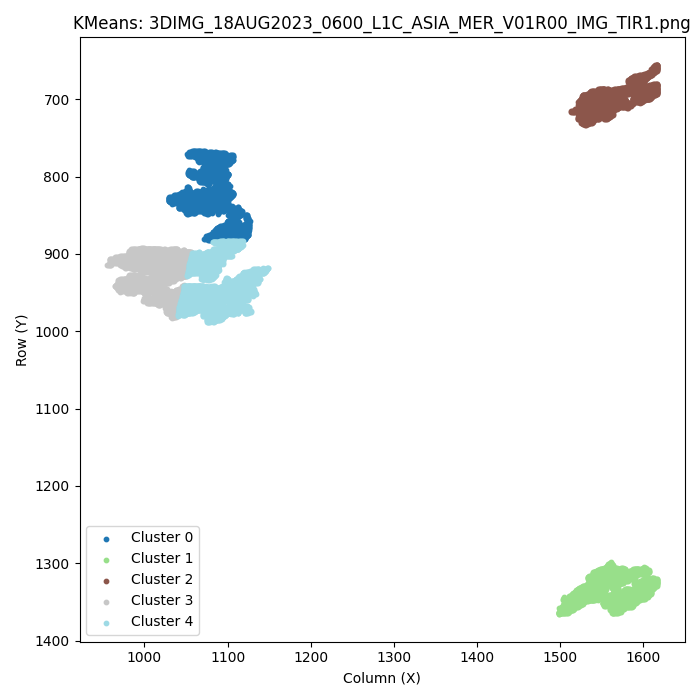 KMeans: 3DIMG_18AUG2023_0600_L1C_ASIA_MER_V01R00_IMG_TIR1.png
700
800
900
1000
1100
1200
1300
1400
Row (Y)
Cluster 0
Cluster 1
Cluster 2
Cluster 3
Cluster 4
1000 1100 1200 1300 1400 1500 1600
Column (X)